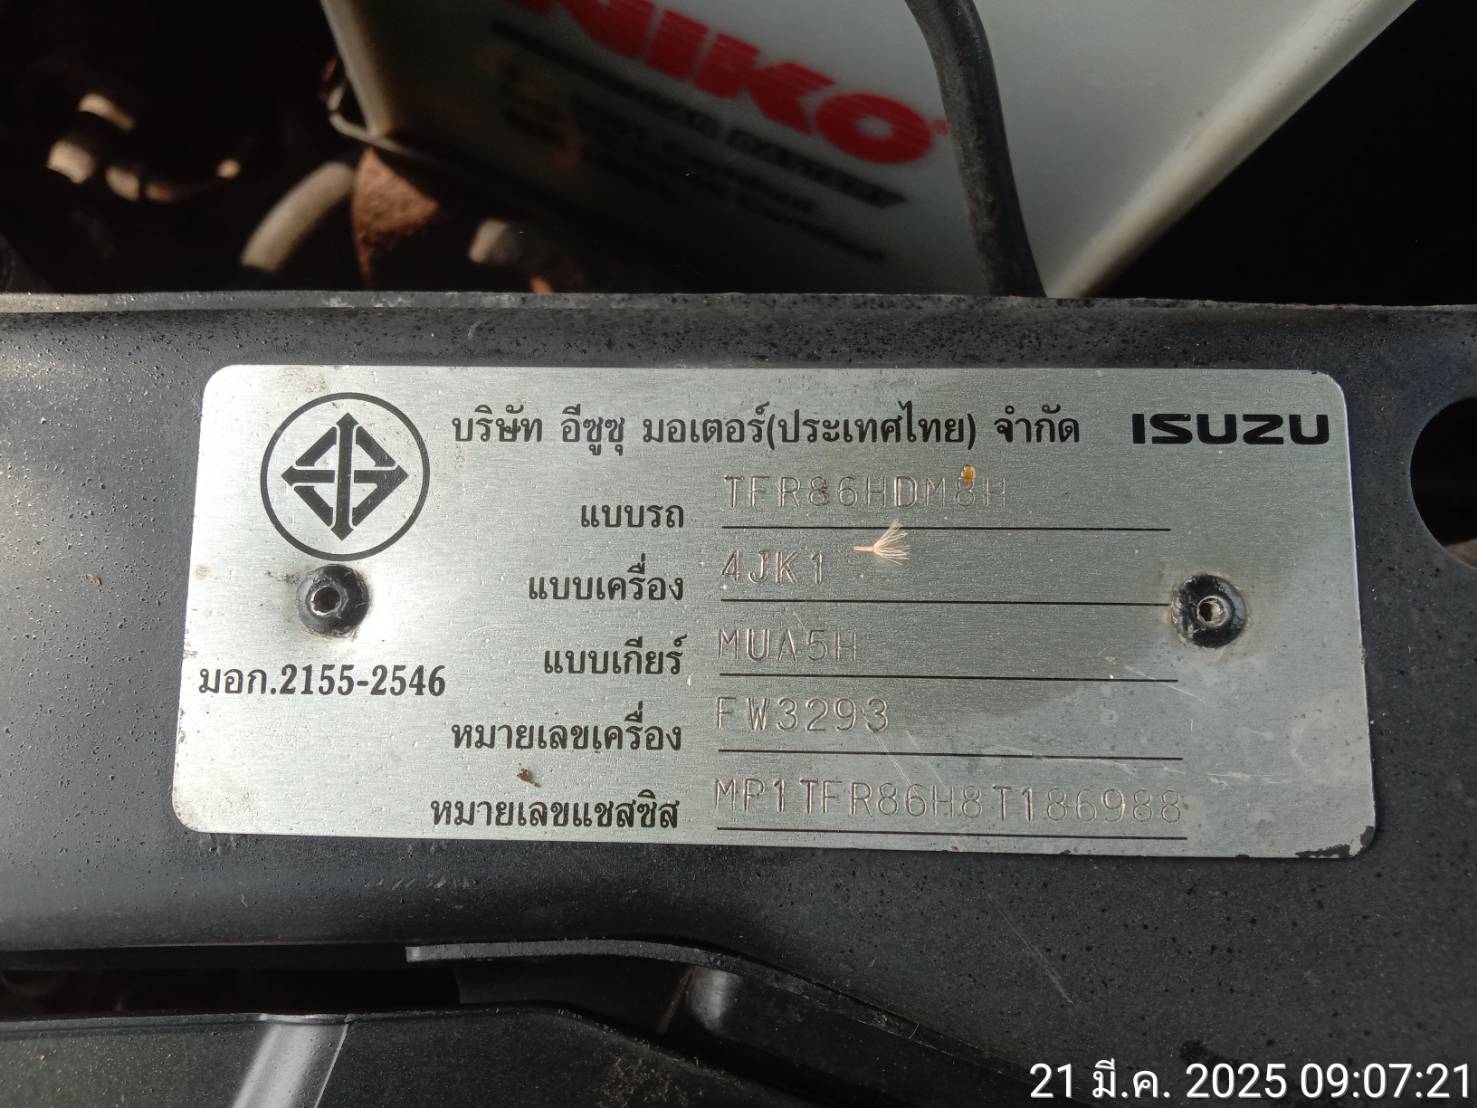 NIKO
บริษัท อีซูซุ มอเตอร์(ประเทศไทย) จำกัด ISUZU
แบบรถ TFR86HDM8H
แบบเครื่อง 4JK1
แบบเกียร์ MUA5H
มอก.2155-2546
หมายเลขเครื่อง FW3293
หมายเลขแชสซิส MP1TFR86H8T186988
21 มี.ค. 2025 09:07:21